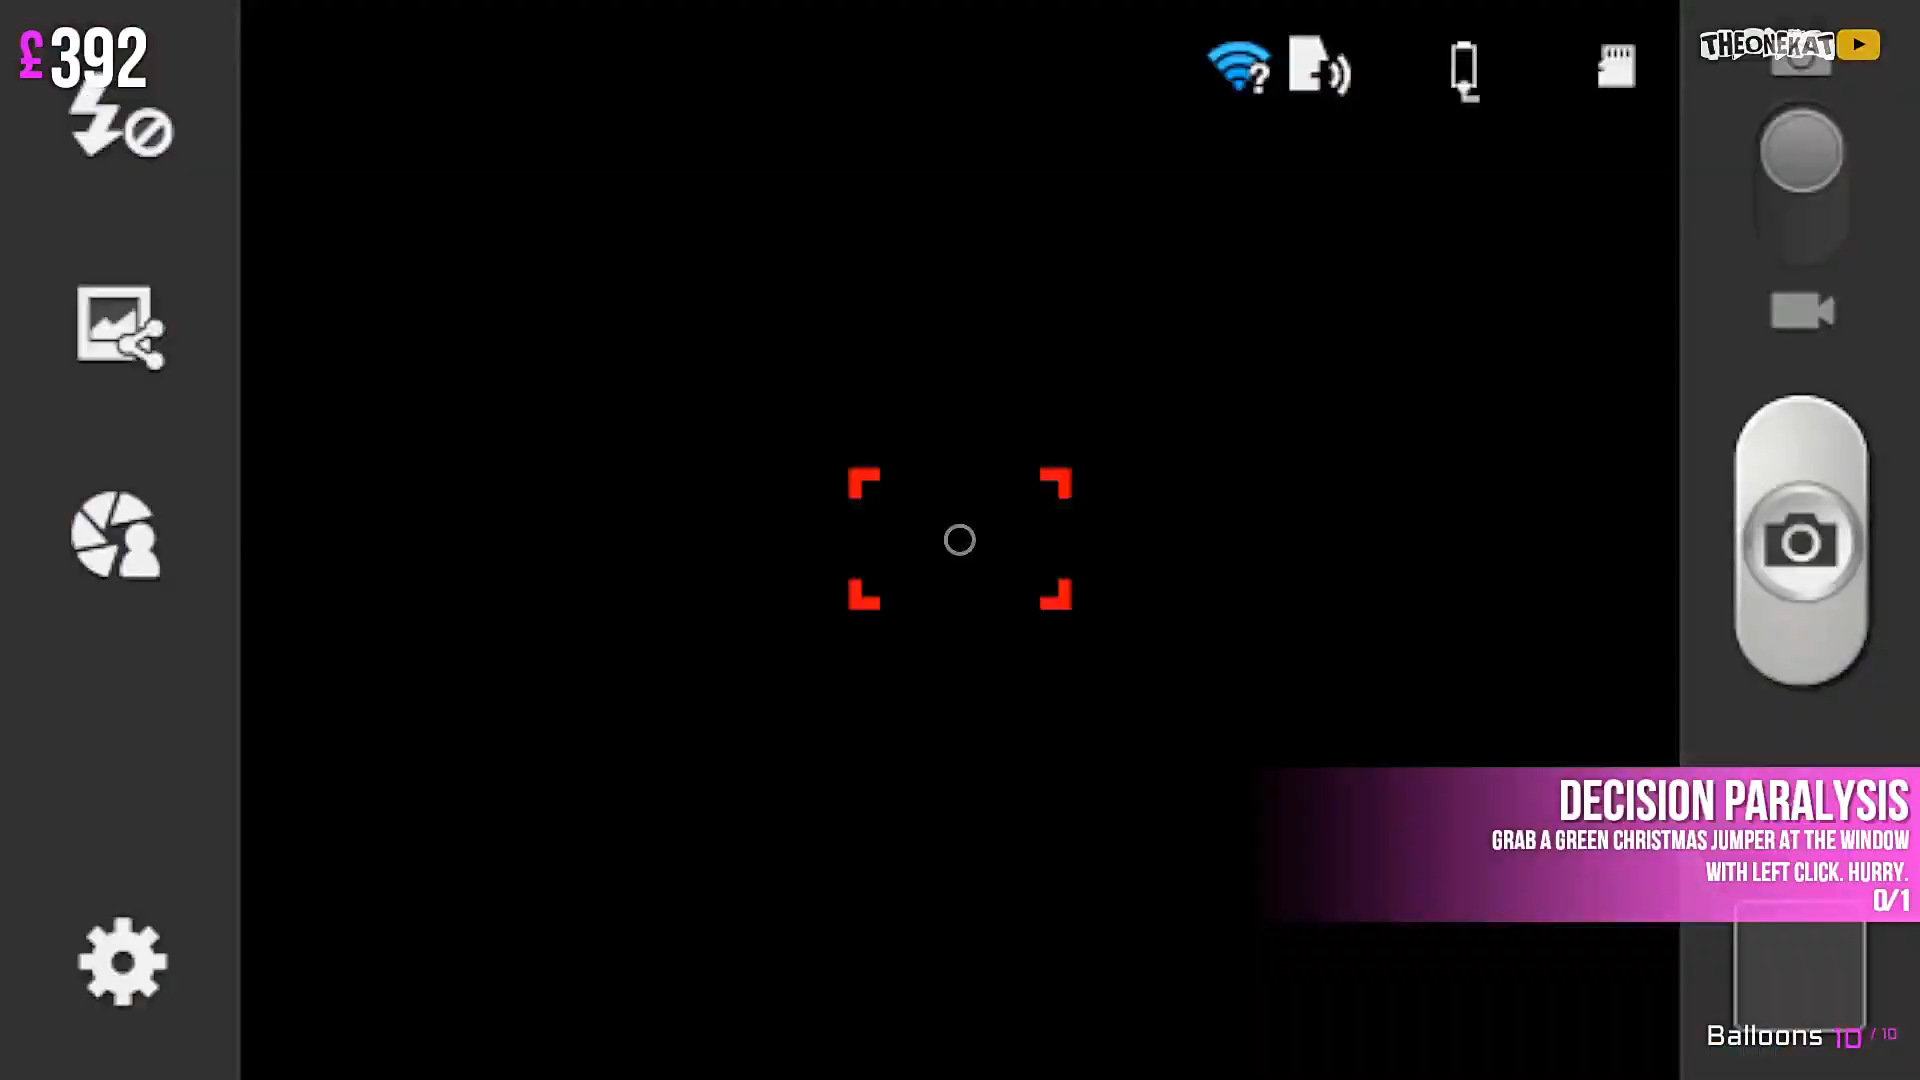 £392
THEONEKAT
DECISION PARALYSIS
GRAB A GREEN CHRISTMAS JUMPER AT THE WINDOW
WITH LEFT CLICK. HURRY.
0/1
Balloons 10 / 10